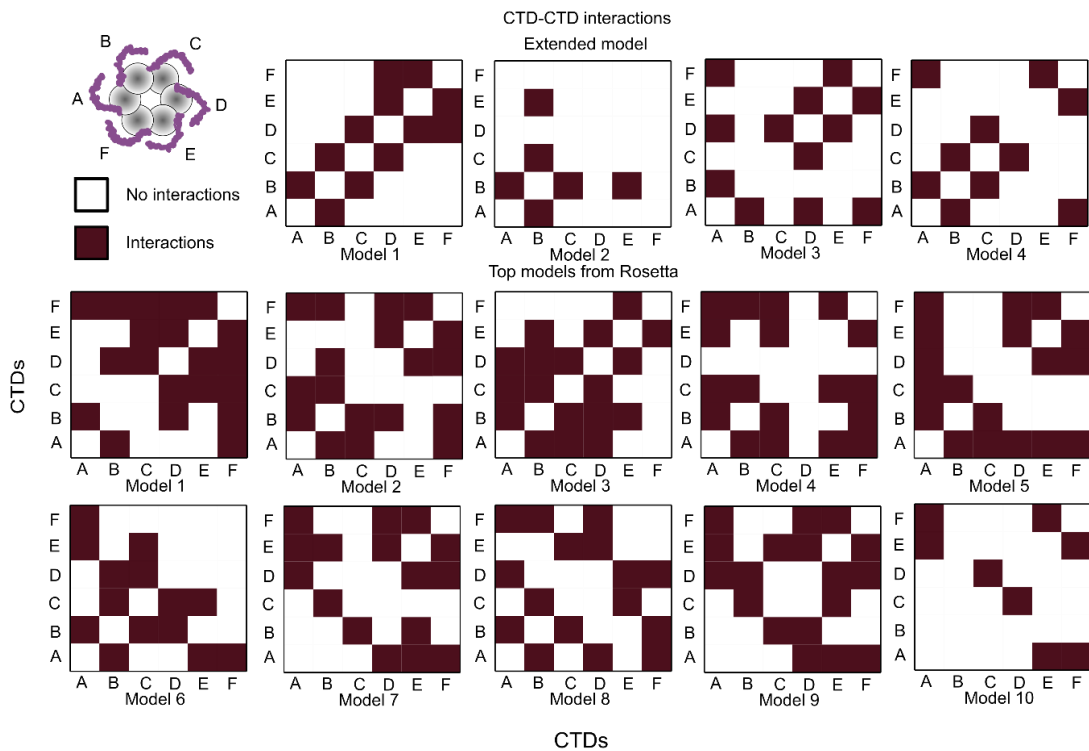 CTD-CTD interactions
Extended model
B
C
A
D
F
E
No interactions
Interactions
F
E
D
C
B
A
A B C D E F
Model 1
F
E
D
C
B
A
A B C D E F
Model 2
F
E
D
C
B
A
A B C D E F
Model 3
F
E
D
C
B
A
A B C D E F
Model 4
Top models from Rosetta
CTDs
F
E
D
C
B
A
A B C D E F
Model 1
F
E
D
C
B
A
A B C D E F
Model 2
F
E
D
C
B
A
A B C D E F
Model 3
F
E
D
C
B
A
A B C D E F
Model 4
F
E
D
C
B
A
A B C D E F
Model 5
F
E
D
C
B
A
A B C D E F
Model 6
F
E
D
C
B
A
A B C D E F
Model 7
F
E
D
C
B
A
A B C D E F
Model 8
F
E
D
C
B
A
A B C D E F
Model 9
F
E
D
C
B
A
A B C D E F
Model 10
CTDs